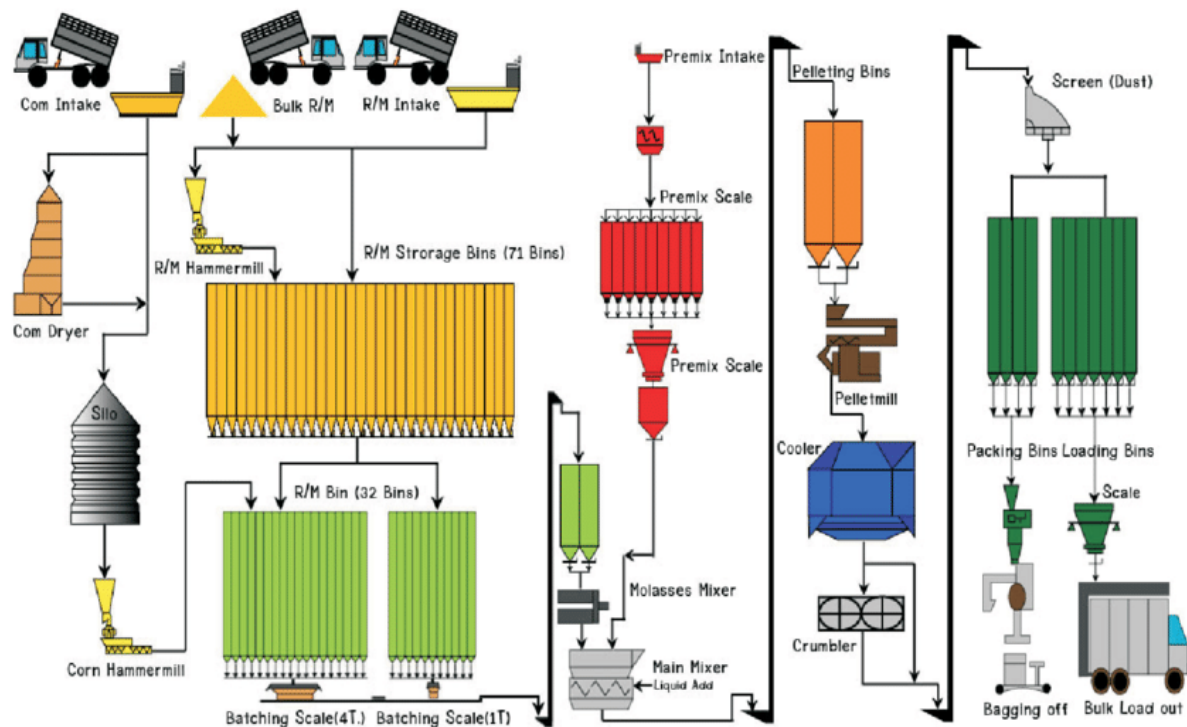 Com Intake
Bulk R/M
R/M Intake
Com Dryer
R/M Hammermill
R/M Strorage Bins (71 Bins)
Silo
R/M Bin (32 Bins)
Corn Hammermill
Batching Scale(4T.)
Batching Scale(1T)
Premix Intake
Premix Scale
Premix Scale
Molasses Mixer
Main Mixer
Liquid Add
Pelleting Bins
Pelletmill
Cooler
Crumbler
Screen (Dust)
Packing Bins
Loading Bins
Scale
Bagging off
Bulk Load out